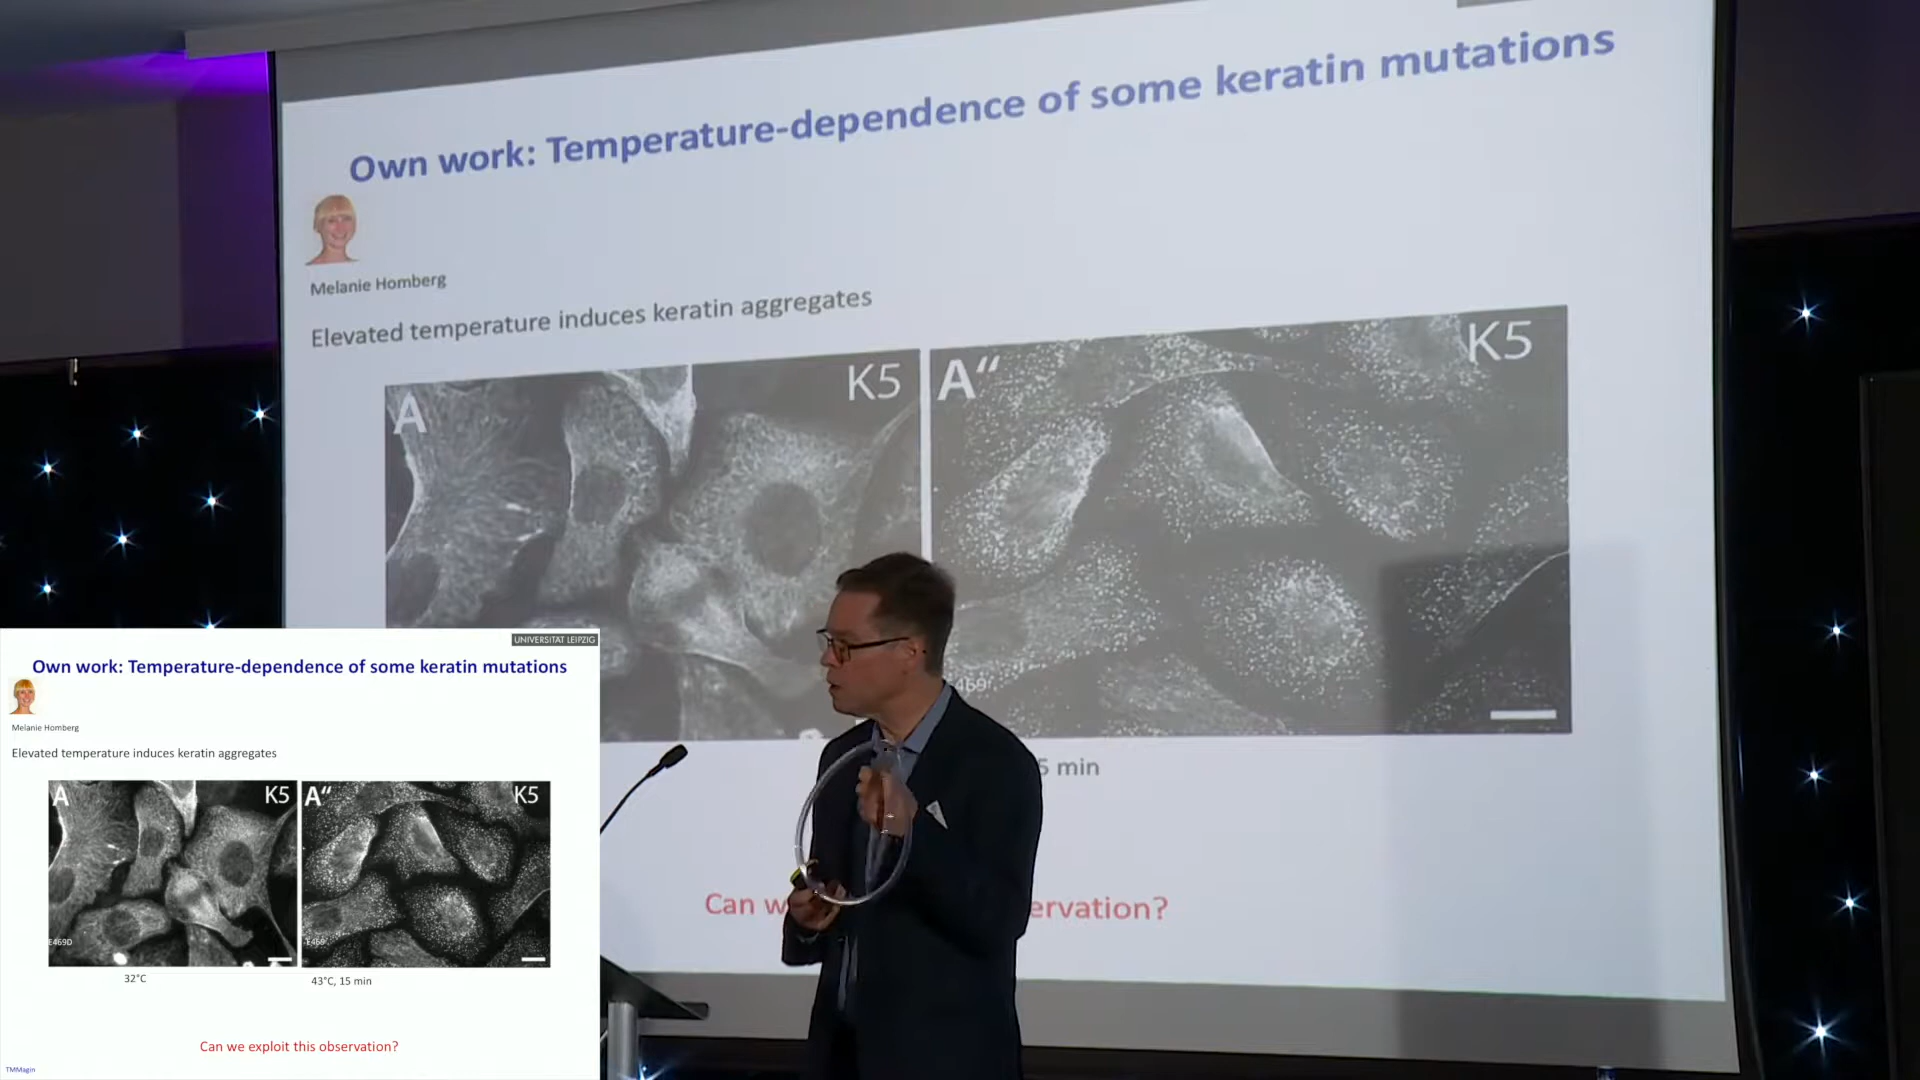 Own work: Temperature-dependence of some keratin mutations
Melanie Homberg
Elevated temperature induces keratin aggregates
A
K5
A“
K5
469
5 min
Can w
ervation?
UNIVERSITÄT LEIPZIG
Own work: Temperature-dependence of some keratin mutations
Melanie Homberg
Elevated temperature induces keratin aggregates
A
K5
A“
K5
E469D
E469
32°C
43°C, 15 min
Can we exploit this observation?
TMMagin